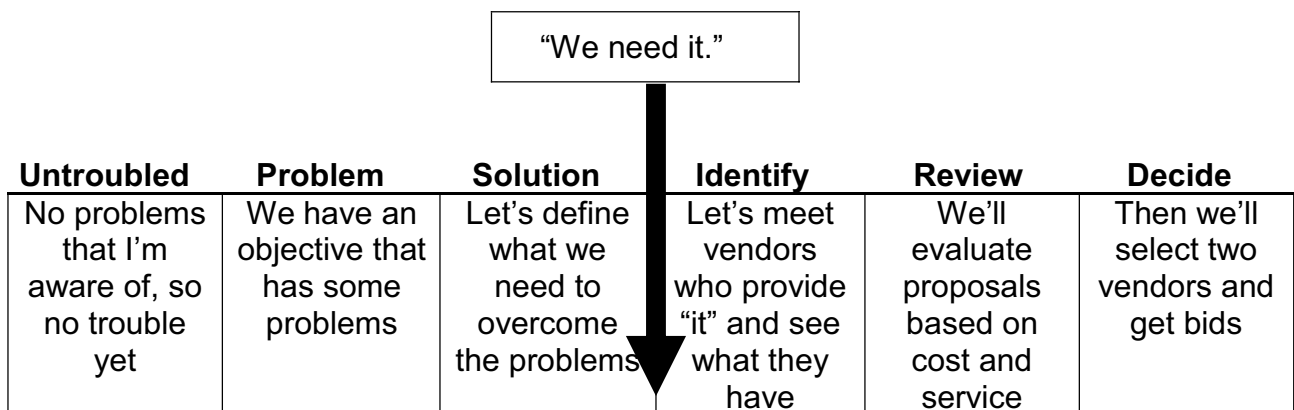 “We need it.”
Untroubled Problem Solution Identify Review Decide
No problems
that I’m
aware of, so
no trouble
yet
We have an
objective that
has some
problems
Let’s define
what we
need to
overcome
the problems
Let’s meet
vendors
who provide
“it” and see
what they
have
We’ll
evaluate
proposals
based on
cost and
service
Then we’ll
select two
vendors and
get bids